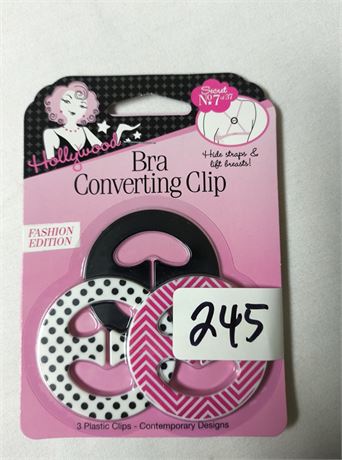 Hollywood
Secret
No. 7 of 37
Hide straps &
lift breasts!
Bra
Converting Clip
FASHION
EDITION
245
3 Plastic Clips - Contemporary Designs